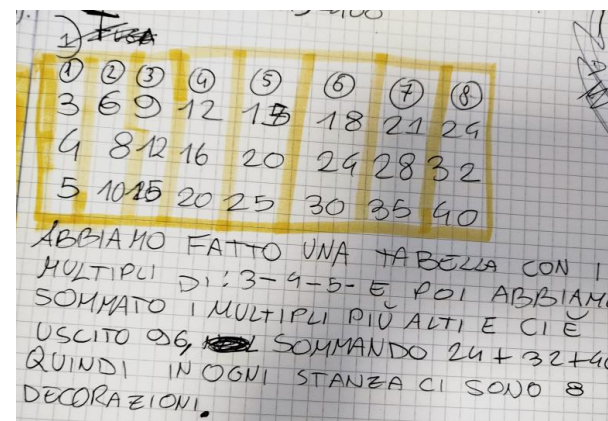 400
1)
① ② ③ ④ ⑤ ⑥ ⑦ ⑧
3 6 9 12 15 18 21 24
4 8 12 16 20 24 28 32
5 10 15 20 25 30 35 40
ABBIAMO FATTO UNA TABELLA CON I
MULTIPLI DI: 3-4-5- E POI ABBIAM
SOMMATO I MULTIPLI PIÙ ALTI E CI È
USCITO 96, SOMMANDO 24+32+40
QUINDI IN OGNI STANZA CI SONO 8
DECORAZIONI.